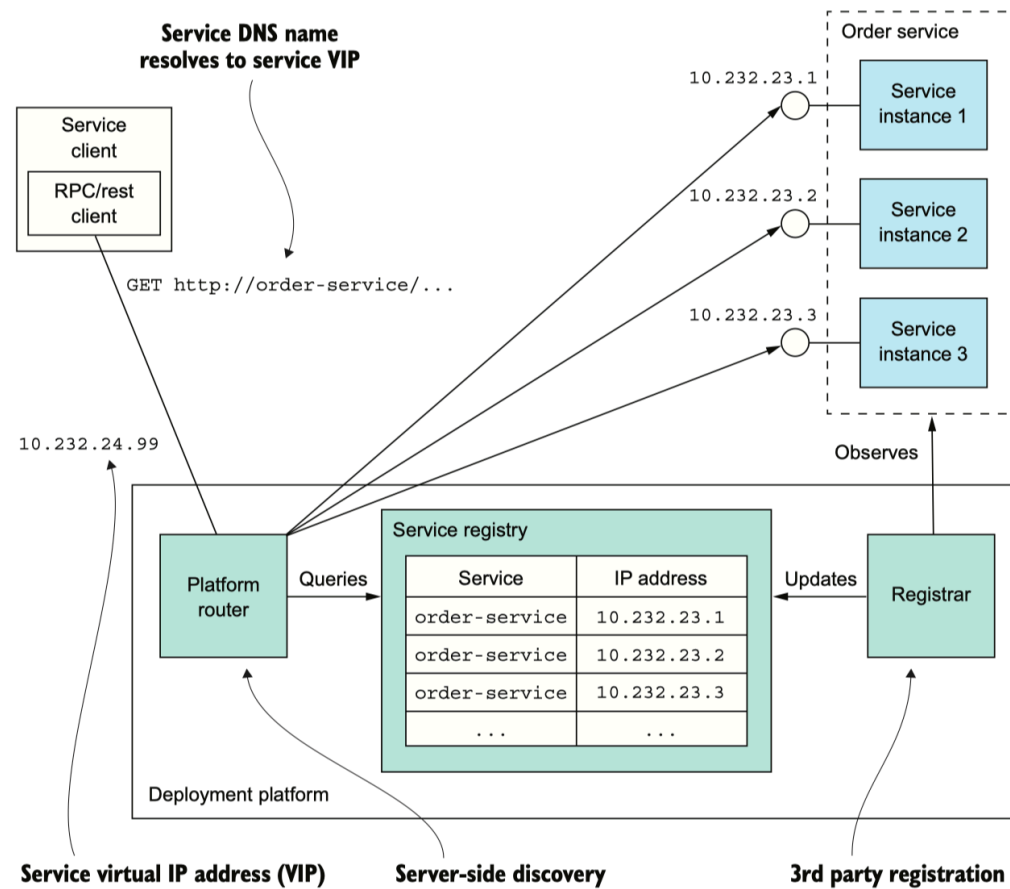 Service DNS name
resolves to service VIP
Order service
10.232.23.1
Service
instance 1
Service
client
RPC/rest
client
10.232.23.2
Service
instance 2
GET http://order-service/...
10.232.23.3
Service
instance 3
10.232.24.99
Observes
Service registry
Platform
router
Queries
Service IP address
order-service 10.232.23.1
order-service 10.232.23.2
order-service 10.232.23.3
... ...
Updates
Registrar
Deployment platform
Service virtual IP address (VIP)
Server-side discovery
3rd party registration